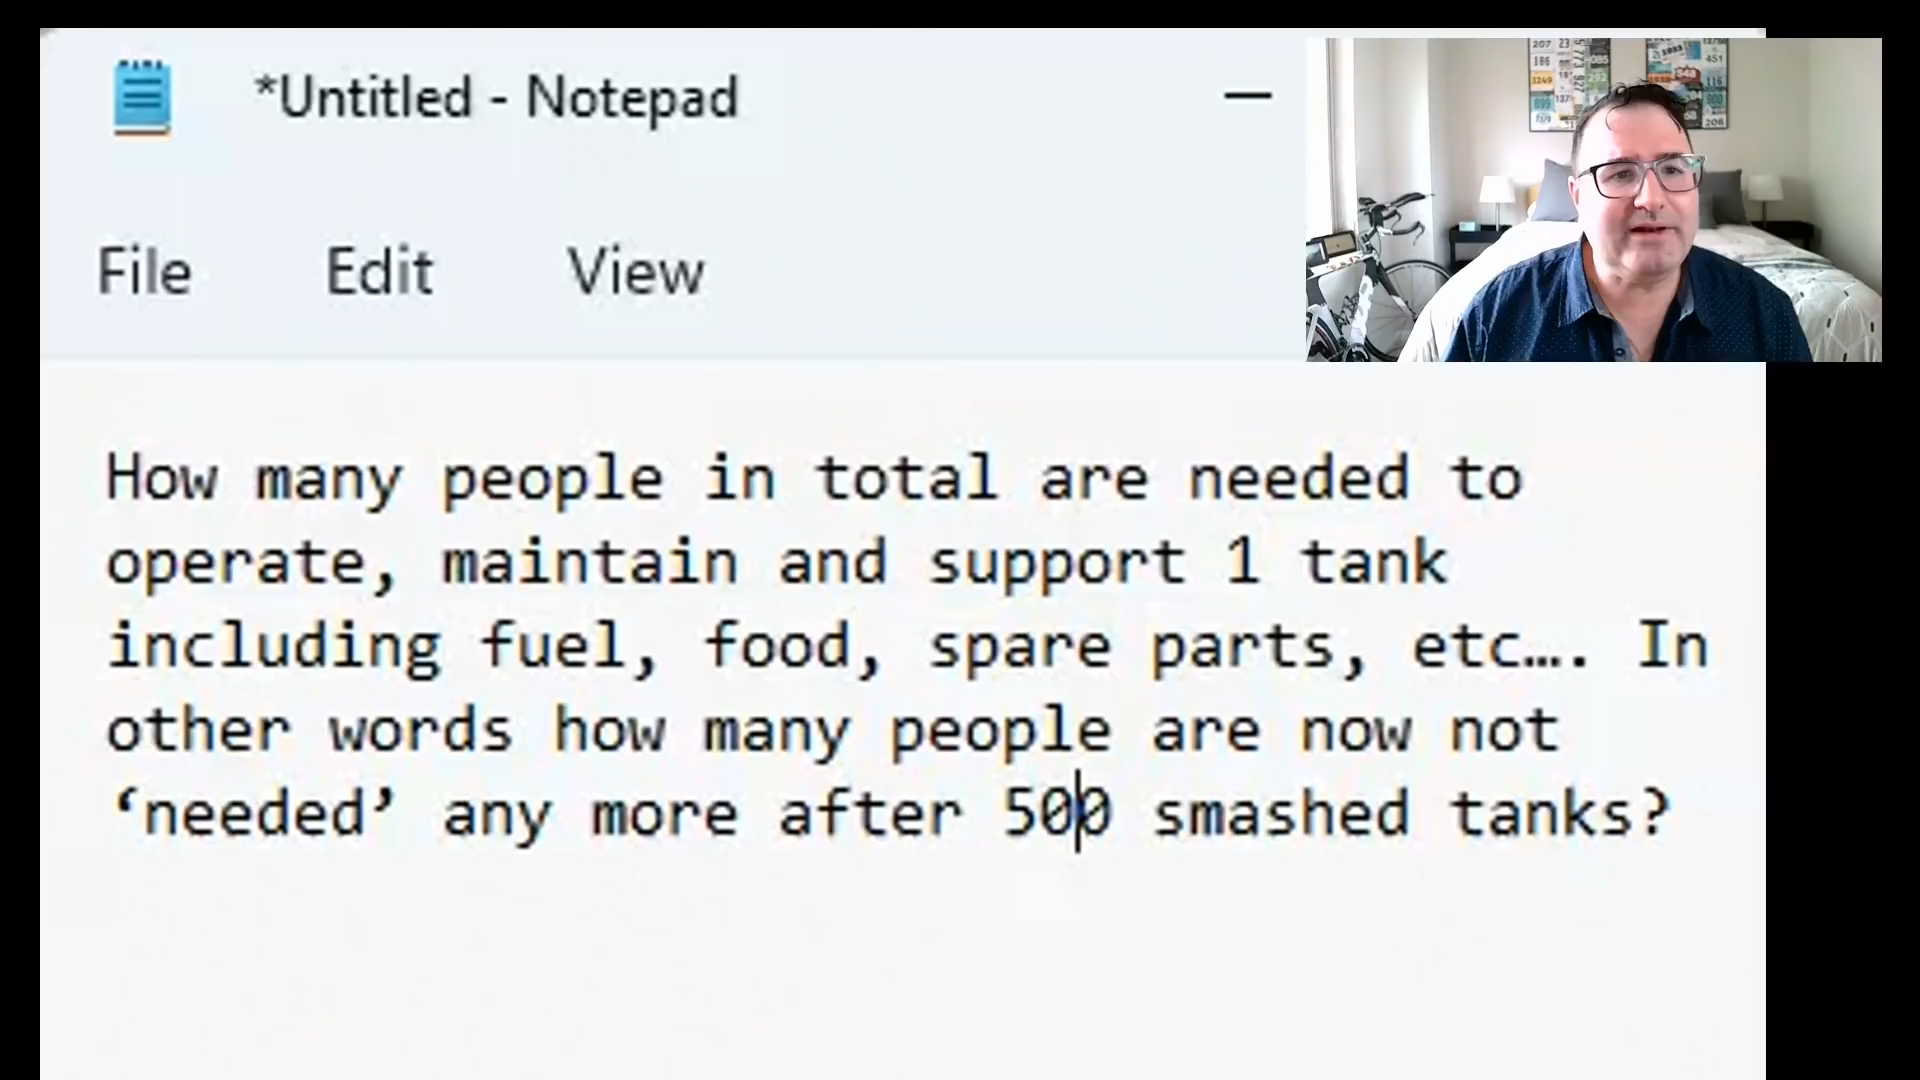 *Untitled - Notepad
File Edit View
How many people in total are needed to
operate, maintain and support 1 tank
including fuel, food, spare parts, etc…. In
other words how many people are now not
‘needed’ any more after 500 smashed tanks?